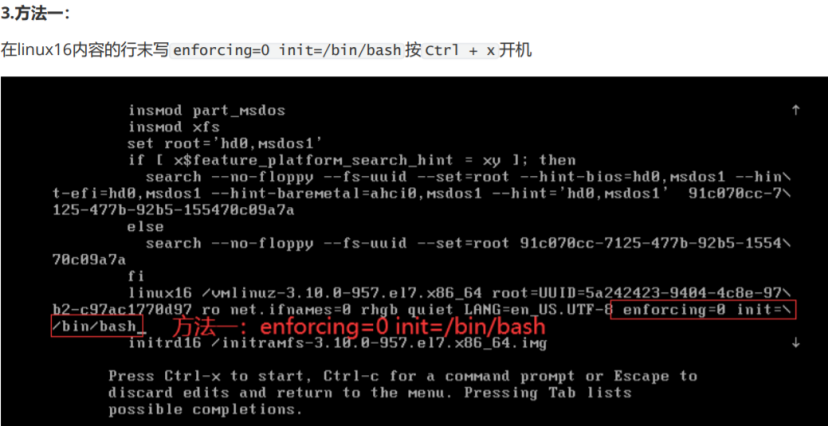 3.方法一：
在linux16内容的行末写 enforcing=0 init=/bin/bash 按 Ctrl + x 开机
insmod part_msdos
insmod xfs
set root='hd0,msdos1'
if [ x$feature_platform_search_hint = xy ]; then
search --no-floppy --fs-uuid --set=root --hint-bios=hd0,msdos1 --hin\
t-efi=hd0,msdos1 --hint-baremetal=ahci0,msdos1 --hint='hd0,msdos1'  91c070cc-7\
125-477b-92b5-155470c09a7a
else
search --no-floppy --fs-uuid --set=root 91c070cc-7125-477b-92b5-1554\
70c09a7a
fi
linux16 /vmlinuz-3.10.0-957.el7.x86_64 root=UUID=5a242423-9404-4c8e-97\
b2-c97ac1770d97 ro net.ifnames=0 rhgb quiet LANG=en_US.UTF-8 enforcing=0 init=\
/bin/bash_ 方法一：enforcing=0 init=/bin/bash
initrd16 /initramfs-3.10.0-957.el7.x86_64.img
Press Ctrl-x to start, Ctrl-c for a command prompt or Escape to
discard edits and return to the menu. Pressing Tab lists
possible completions.